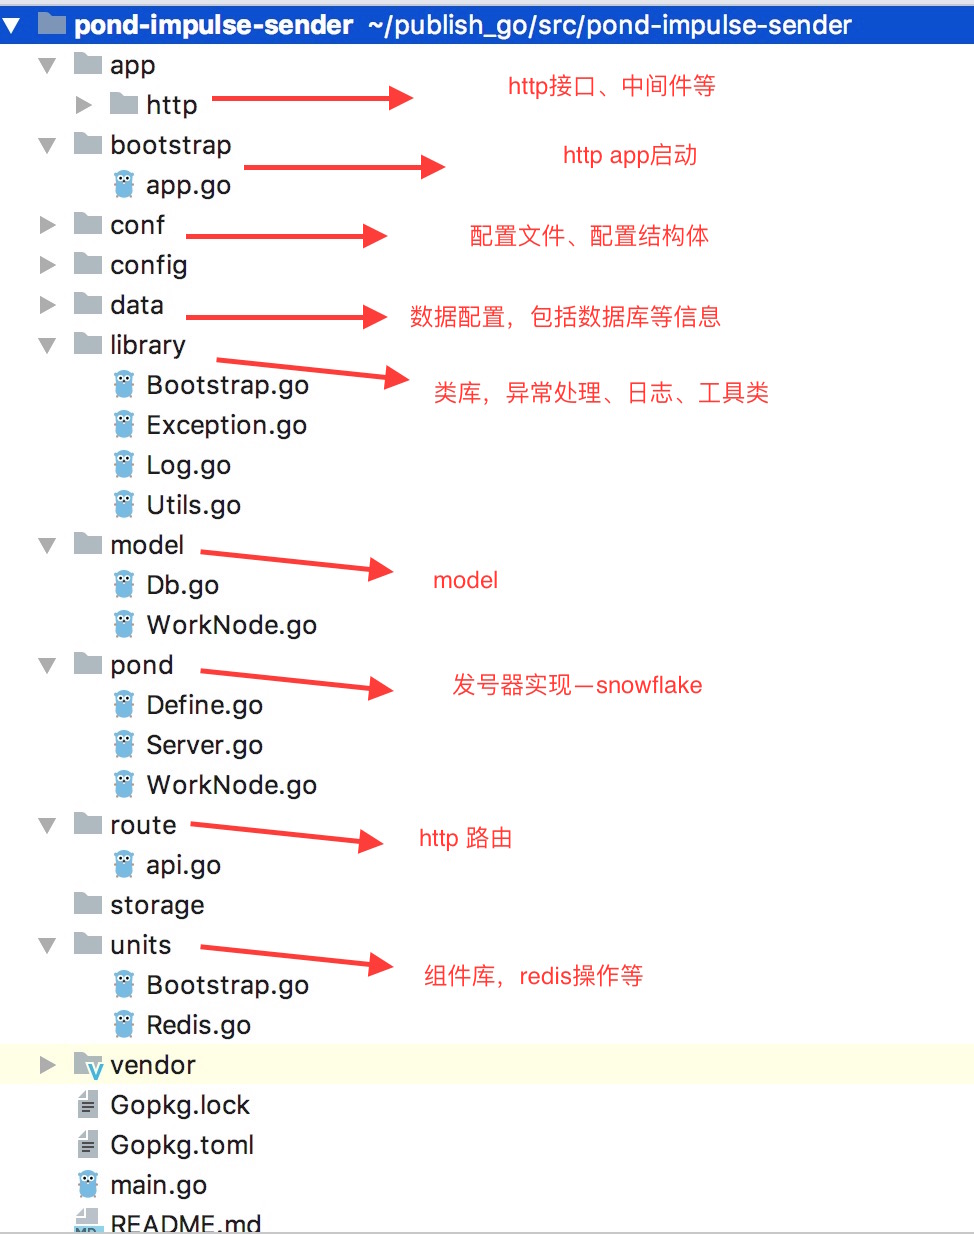 pond-impulse-sender ~/publish_go/src/pond-impulse-sender
app
http http接口、中间件等
bootstrap http app启动
app.go
conf 配置文件、配置结构体
config
data 数据配置，包括数据库等信息
library
Bootstrap.go 类库，异常处理、日志、工具类
Exception.go
Log.go
Utils.go
model
Db.go model
WorkNode.go
pond 发号器实现—snowflake
Define.go
Server.go
WorkNode.go
route http 路由
api.go
storage
units
Bootstrap.go 组件库，redis操作等
Redis.go
V vendor
Gopkg.lock
Gopkg.toml
main.go
MD README.md